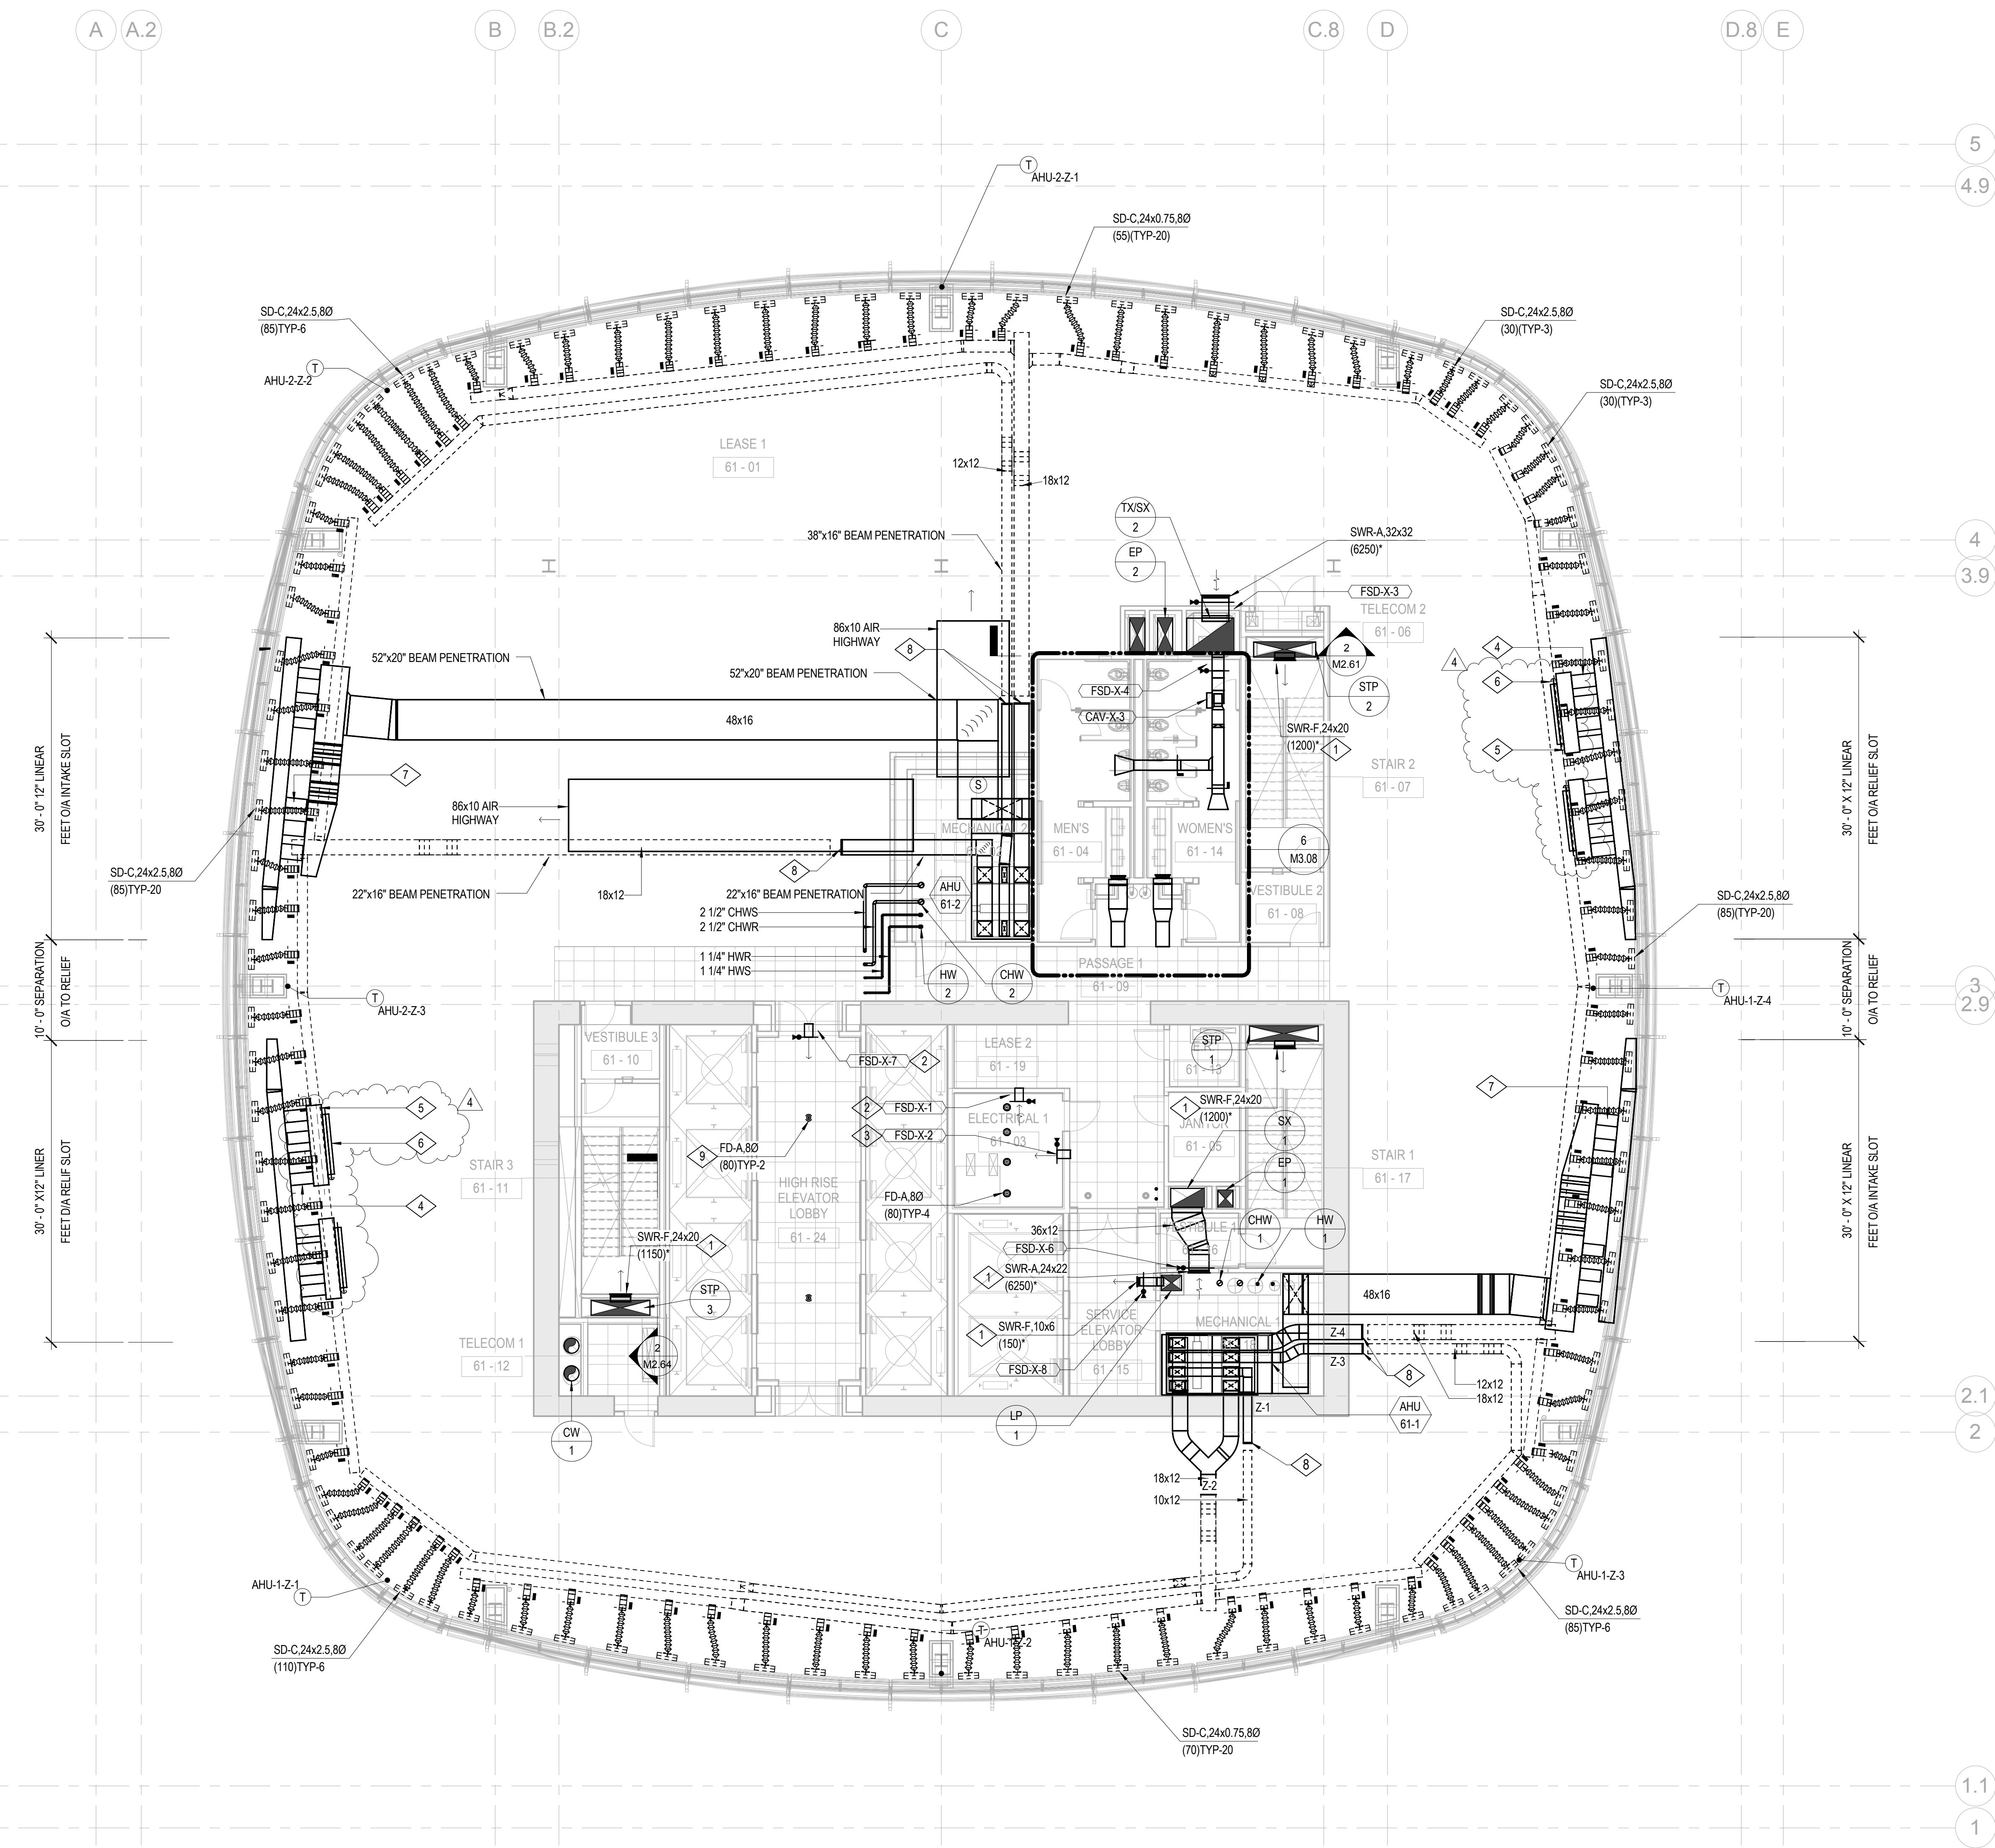 A
A.2
B
B.2
C
C.8
D
D.8
E
5
4.9
T
AHU-2-Z-1
SD-C,24x0.75,8Ø
(55)(TYP-20)
SD-C,24x2.5,8Ø
(85)TYP-6
T
AHU-2-Z-2
SD-C,24x2.5,8Ø
(30)(TYP-3)
SD-C,24x2.5,8Ø
(30)(TYP-3)
LEASE 1
61 - 01
12x12
18x12
TX/SX
2
EP
2
38"x16" BEAM PENETRATION
SWR-A,32x32
(6250)*
FSD-X-3
4
3.9
TELECOM 2
61 - 06
2
M2.61
86x10 AIR
HIGHWAY
8
52"x20" BEAM PENETRATION
52"x20" BEAM PENETRATION
FSD-X-4
CAV-X-3
STP
2
48x16
SWR-F,24x20
(1200)*
1
4
4
6
5
30' - 0" 12" LINEAR
FEET O/A INTAKE SLOT
30' - 0" X 12" LINEAR
FEET O/A RELIEF SLOT
7
STAIR 2
61 - 07
S
86x10 AIR
HIGHWAY
MECHANICAL 2
MEN'S
61 - 04
WOMEN'S
61 - 14
6
M3.08
8
SD-C,24x2.5,8Ø
(85)TYP-20
22"x16" BEAM PENETRATION
18x12
22"x16" BEAM PENETRATION
AHU
61-2
VESTIBULE 2
61 - 08
SD-C,24x2.5,8Ø
(85)(TYP-20)
2 1/2" CHWS
2 1/2" CHWR
1 1/4" HWR
1 1/4" HWS
HW
2
CHW
2
PASSAGE 1
61 - 09
10' - 0" SEPARATION
O/A TO RELIEF
10' - 0" SEPARATION
O/A TO RELIEF
T
AHU-2-Z-3
T
AHU-1-Z-4
3
2.9
VESTIBULE 3
61 - 10
FSD-X-7
2
LEASE 2
61 - 19
STP
1
61 - 13
5
4
6
4
7
2
FSD-X-1
3
FSD-X-2
ELECTRICAL 1
61 - 03
1
SWR-F,24x20
(1200)*
JANITOR
61 - 05
SX
1
EP
1
STAIR 3
61 - 11
9
FD-A,8Ø
(80)TYP-2
FD-A,8Ø
(80)TYP-4
STAIR 1
61 - 17
30' - 0" X12" LINER
FEET D/A RELIF SLOT
30' - 0" X 12" LINEAR
FEET O/A INTAKE SLOT
HIGH RISE
ELEVATOR
LOBBY
61 - 24
SWR-F,24x20
(1150)*
1
36x12
FSD-X-6
CHW
1
HW
1
1
SWR-A,24x22
(6250)*
STP
3
48x16
SERVICE
ELEVATOR
LOBBY
61 - 15
MECHANICAL 1
1
SWR-F,10x6
(150)*
FSD-X-8
Z-4
Z-3
8
TELECOM 1
61 - 12
2
M2.64
12x12
18x12
2.1
2
CW
1
LP
1
Z-1
AHU
61-1
8
18x12
Z-2
10x12
AHU-1-Z-1
T
T
AHU-1-Z-2
T
AHU-1-Z-3
SD-C,24x2.5,8Ø
(85)TYP-6
SD-C,24x2.5,8Ø
(110)TYP-6
SD-C,24x0.75,8Ø
(70)TYP-20
1.1
1